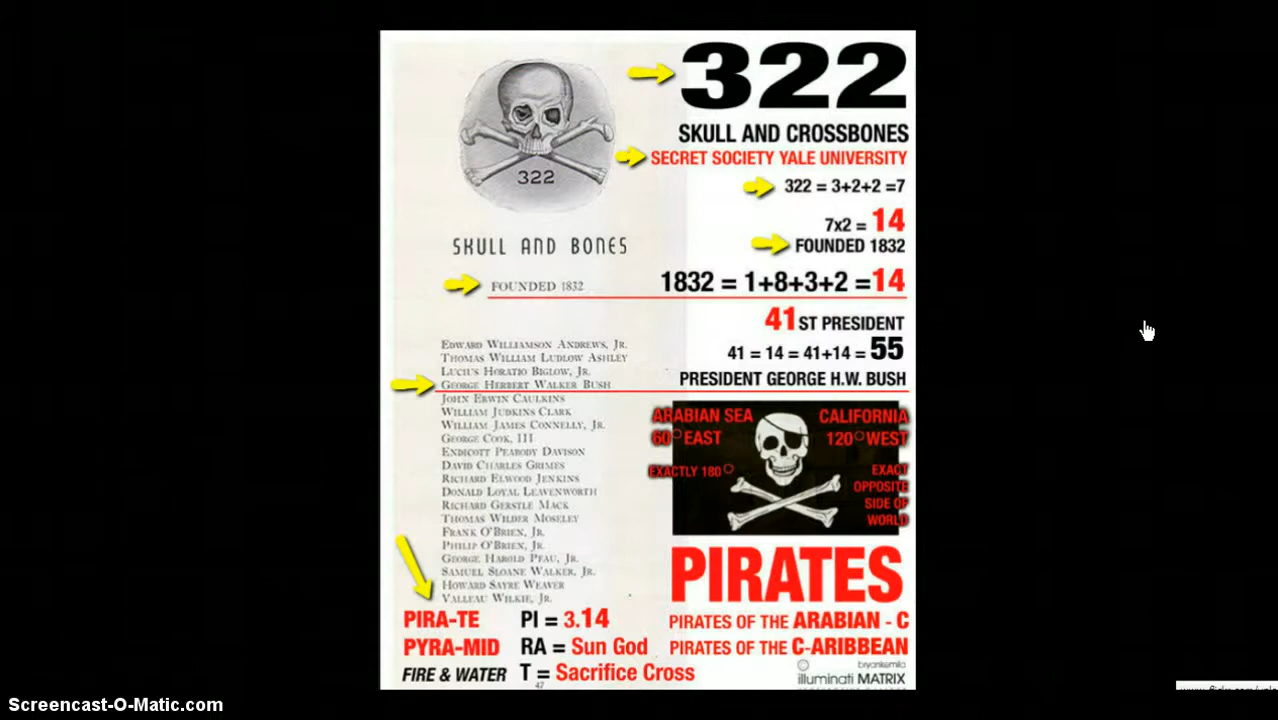 322
SKULL AND CROSSBONES
SECRET SOCIETY YALE UNIVERSITY
322 = 3+2+2 =7
7x2 = 14
FOUNDED 1832
1832 = 1+8+3+2 =14
41ST PRESIDENT
41 = 14 = 41+14 = 55
PRESIDENT GEORGE H.W. BUSH
322
SKULL AND BONES
FOUNDED 1832
EDWARD WILLIAMSON ANDREWS, JR.
THOMAS WILLIAM LUDLOW ASHLEY
LUCIUS HORATIO BIGLOW, JR.
GEORGE HERBERT WALKER BUSH
JOHN ERWIN CAULKINS
WILLIAM JUDKINS CLARK
WILLIAM JAMES CONNELLY, JR.
GEORGE COOK, III
ENDICOTT PEABODY DAVISON
DAVID CHARLES GRIMES
RICHARD ELWOOD JENKINS
DONALD LOYAL LEAVENWORTH
RICHARD GERSTLE MACK
THOMAS WILDER MOSELEY
FRANK O'BRIEN, JR.
PHILIP O'BRIEN, JR.
GEORGE HAROLD PFAU, JR.
SAMUEL SLOANE WALKER, JR.
HOWARD SAYRE WEAVER
VALLEAU WILKIE, JR.
ARABIAN SEA
60° EAST
EXACTLY 180°
CALIFORNIA
120° WEST
EXACT
OPPOSITE
SIDE OF
WORLD
PIRATES
PIRATES OF THE ARABIAN - C
PIRATES OF THE C-ARIBBEAN
PIRA-TE PI = 3.14
PYRA-MID RA = Sun God
FIRE & WATER T = Sacrifice Cross
47
bryankemila
illuminati MATRIX
Screencast-O-Matic.com